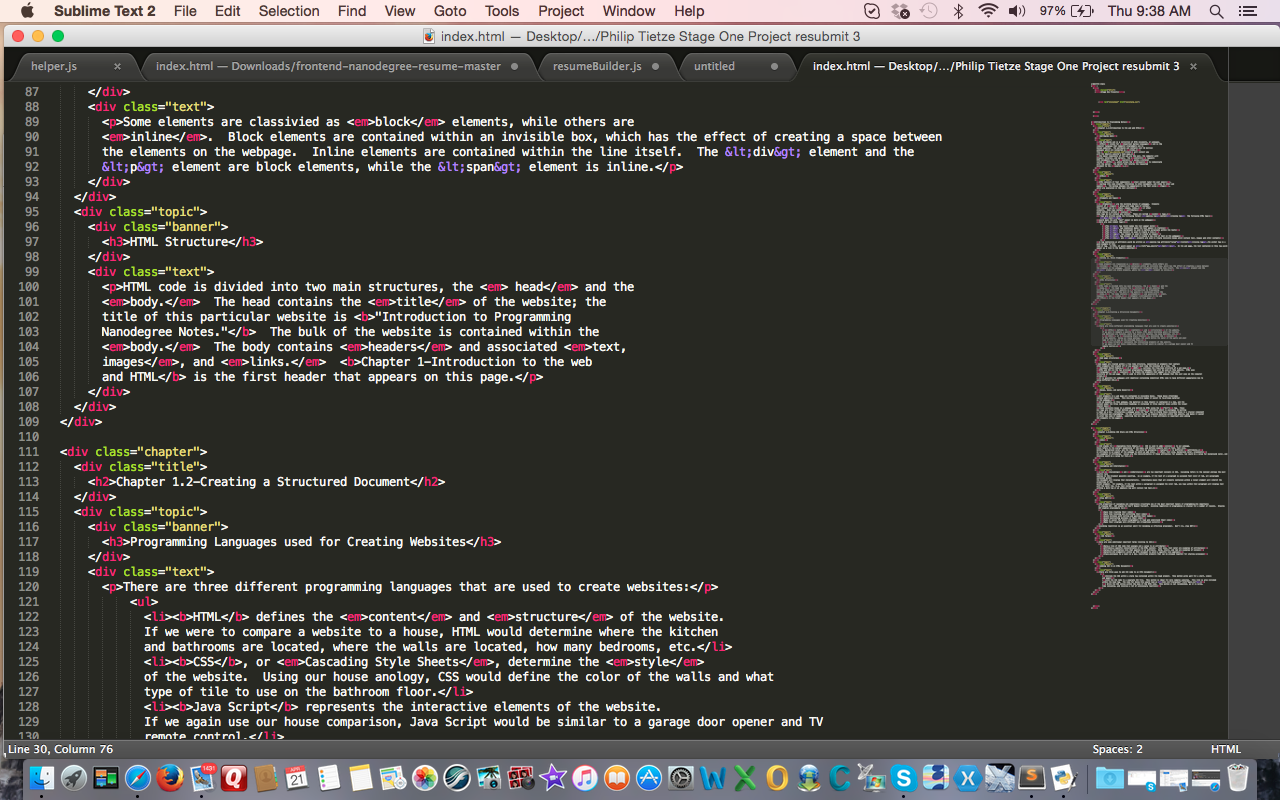 Sublime Text 2 File Edit Selection Find View Goto Tools Project Window Help 97% Thu 9:38 AM
index.html — Desktop/.../Philip Tietze Stage One Project resubmit 3
helper.js index.html — Downloads/frontend-nanodegree-resume-master resumeBuilder.js untitled index.html — Desktop/.../Philip Tietze Stage One Project resubmit 3
87 </div>
88 <div class="text">
89 <p>Some elements are classivied as <em>block</em> elements, while others are
90 <em>inline</em>.  Block elements are contained within an invisible box, which has the effect of creating a space between
91 the elements on the webpage.  Inline elements are contained within the line itself.  The &lt;div&gt; element and the
92 &lt;p&gt; element are block elements, while the &lt;span&gt; element is inline.</p>
93 </div>
94 </div>
95 <div class="topic">
96 <div class="banner">
97 <h3>HTML Structure</h3>
98 </div>
99 <div class="text">
100 <p>HTML code is divided into two main structures, the <em> head</em> and the
101 <em>body.</em>  The head contains the <em>title</em> of the website; the
102 title of this particular website is <b>"Introduction to Programming
103 Nanodegree Notes."</b>  The bulk of the website is contained within the
104 <em>body.</em>  The body contains <em>headers</em> and associated <em>text,
105 images</em>, and <em>links.</em>  <b>Chapter 1-Introduction to the web
106 and HTML</b> is the first header that appears on this page.</p>
107 </div>
108 </div>
109 </div>
110
111 <div class="chapter">
112 <div class="title">
113 <h2>Chapter 1.2-Creating a Structured Document</h2>
114 </div>
115 <div class="topic">
116 <div class="banner">
117 <h3>Programming Languages used for Creating Websites</h3>
118 </div>
119 <div class="text">
120 <p>There are three different programming languages that are used to create websites:</p>
121 <ul>
122 <li><b>HTML</b> defines the <em>content</em> and <em>structure</em> of the website.
123 If we were to compare a website to a house, HTML would determine where the kitchen
124 and bathrooms are located, where the walls are located, how many bedrooms, etc.</li>
125 <li><b>CSS</b>, or <em>Cascading Style Sheets</em>, determine the <em>style</em>
126 of the website.  Using our house anology, CSS would define the color of the walls and what
127 type of tile to use on the bathroom floor.</li>
128 <li><b>Java Script</b> represents the interactive elements of the website.
129 If we again use our house comparison, Java Script would be similar to a garage door opener and TV
130 remote control.</li>
Line 30, Column 76 Spaces: 2 HTML